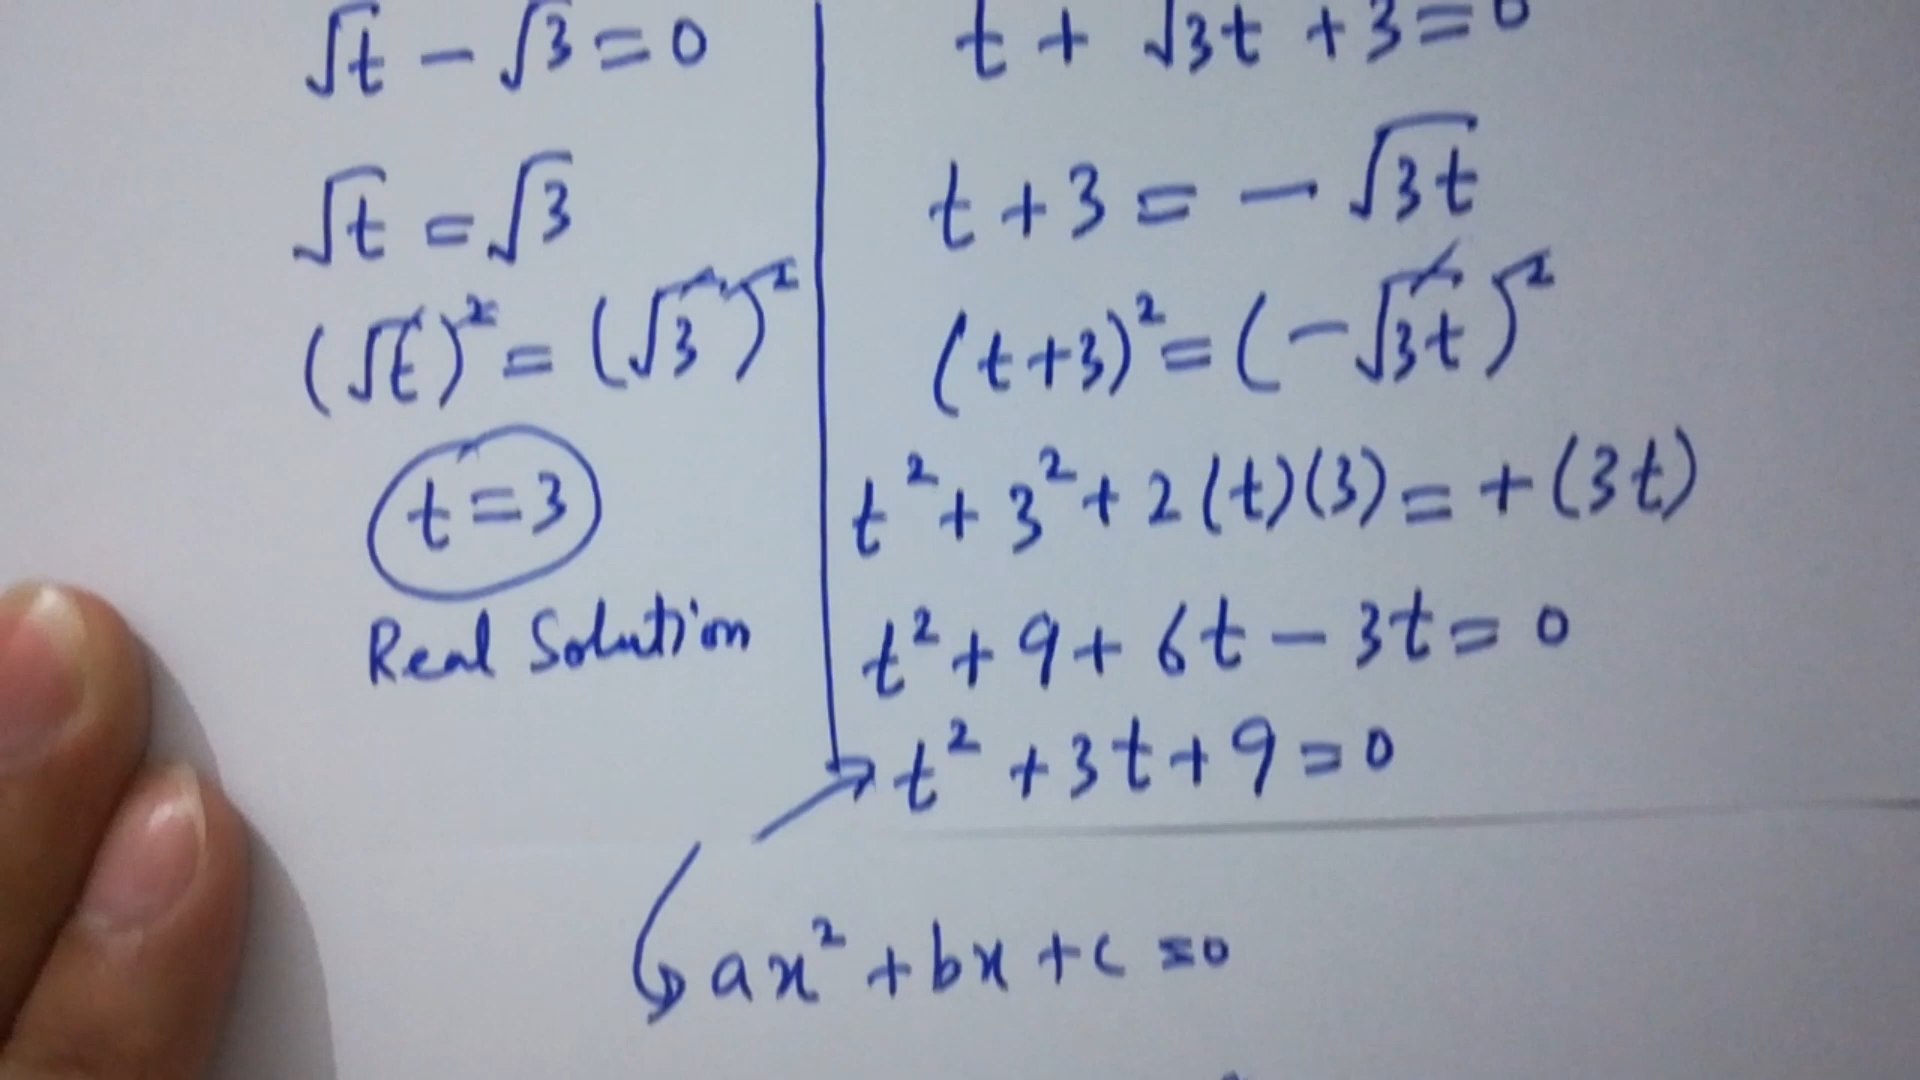 √t - √3 = 0
√t = √3
(√t)² = (√3)²
t = 3
Real Solution
t + √3t + 3 = 0
t + 3 = - √3t
(t+3)² = (-√3t)²
t² + 3² + 2(t)(3) = +(3t)
t² + 9 + 6t - 3t = 0
t² + 3t + 9 = 0
ax² + bx + c = 0